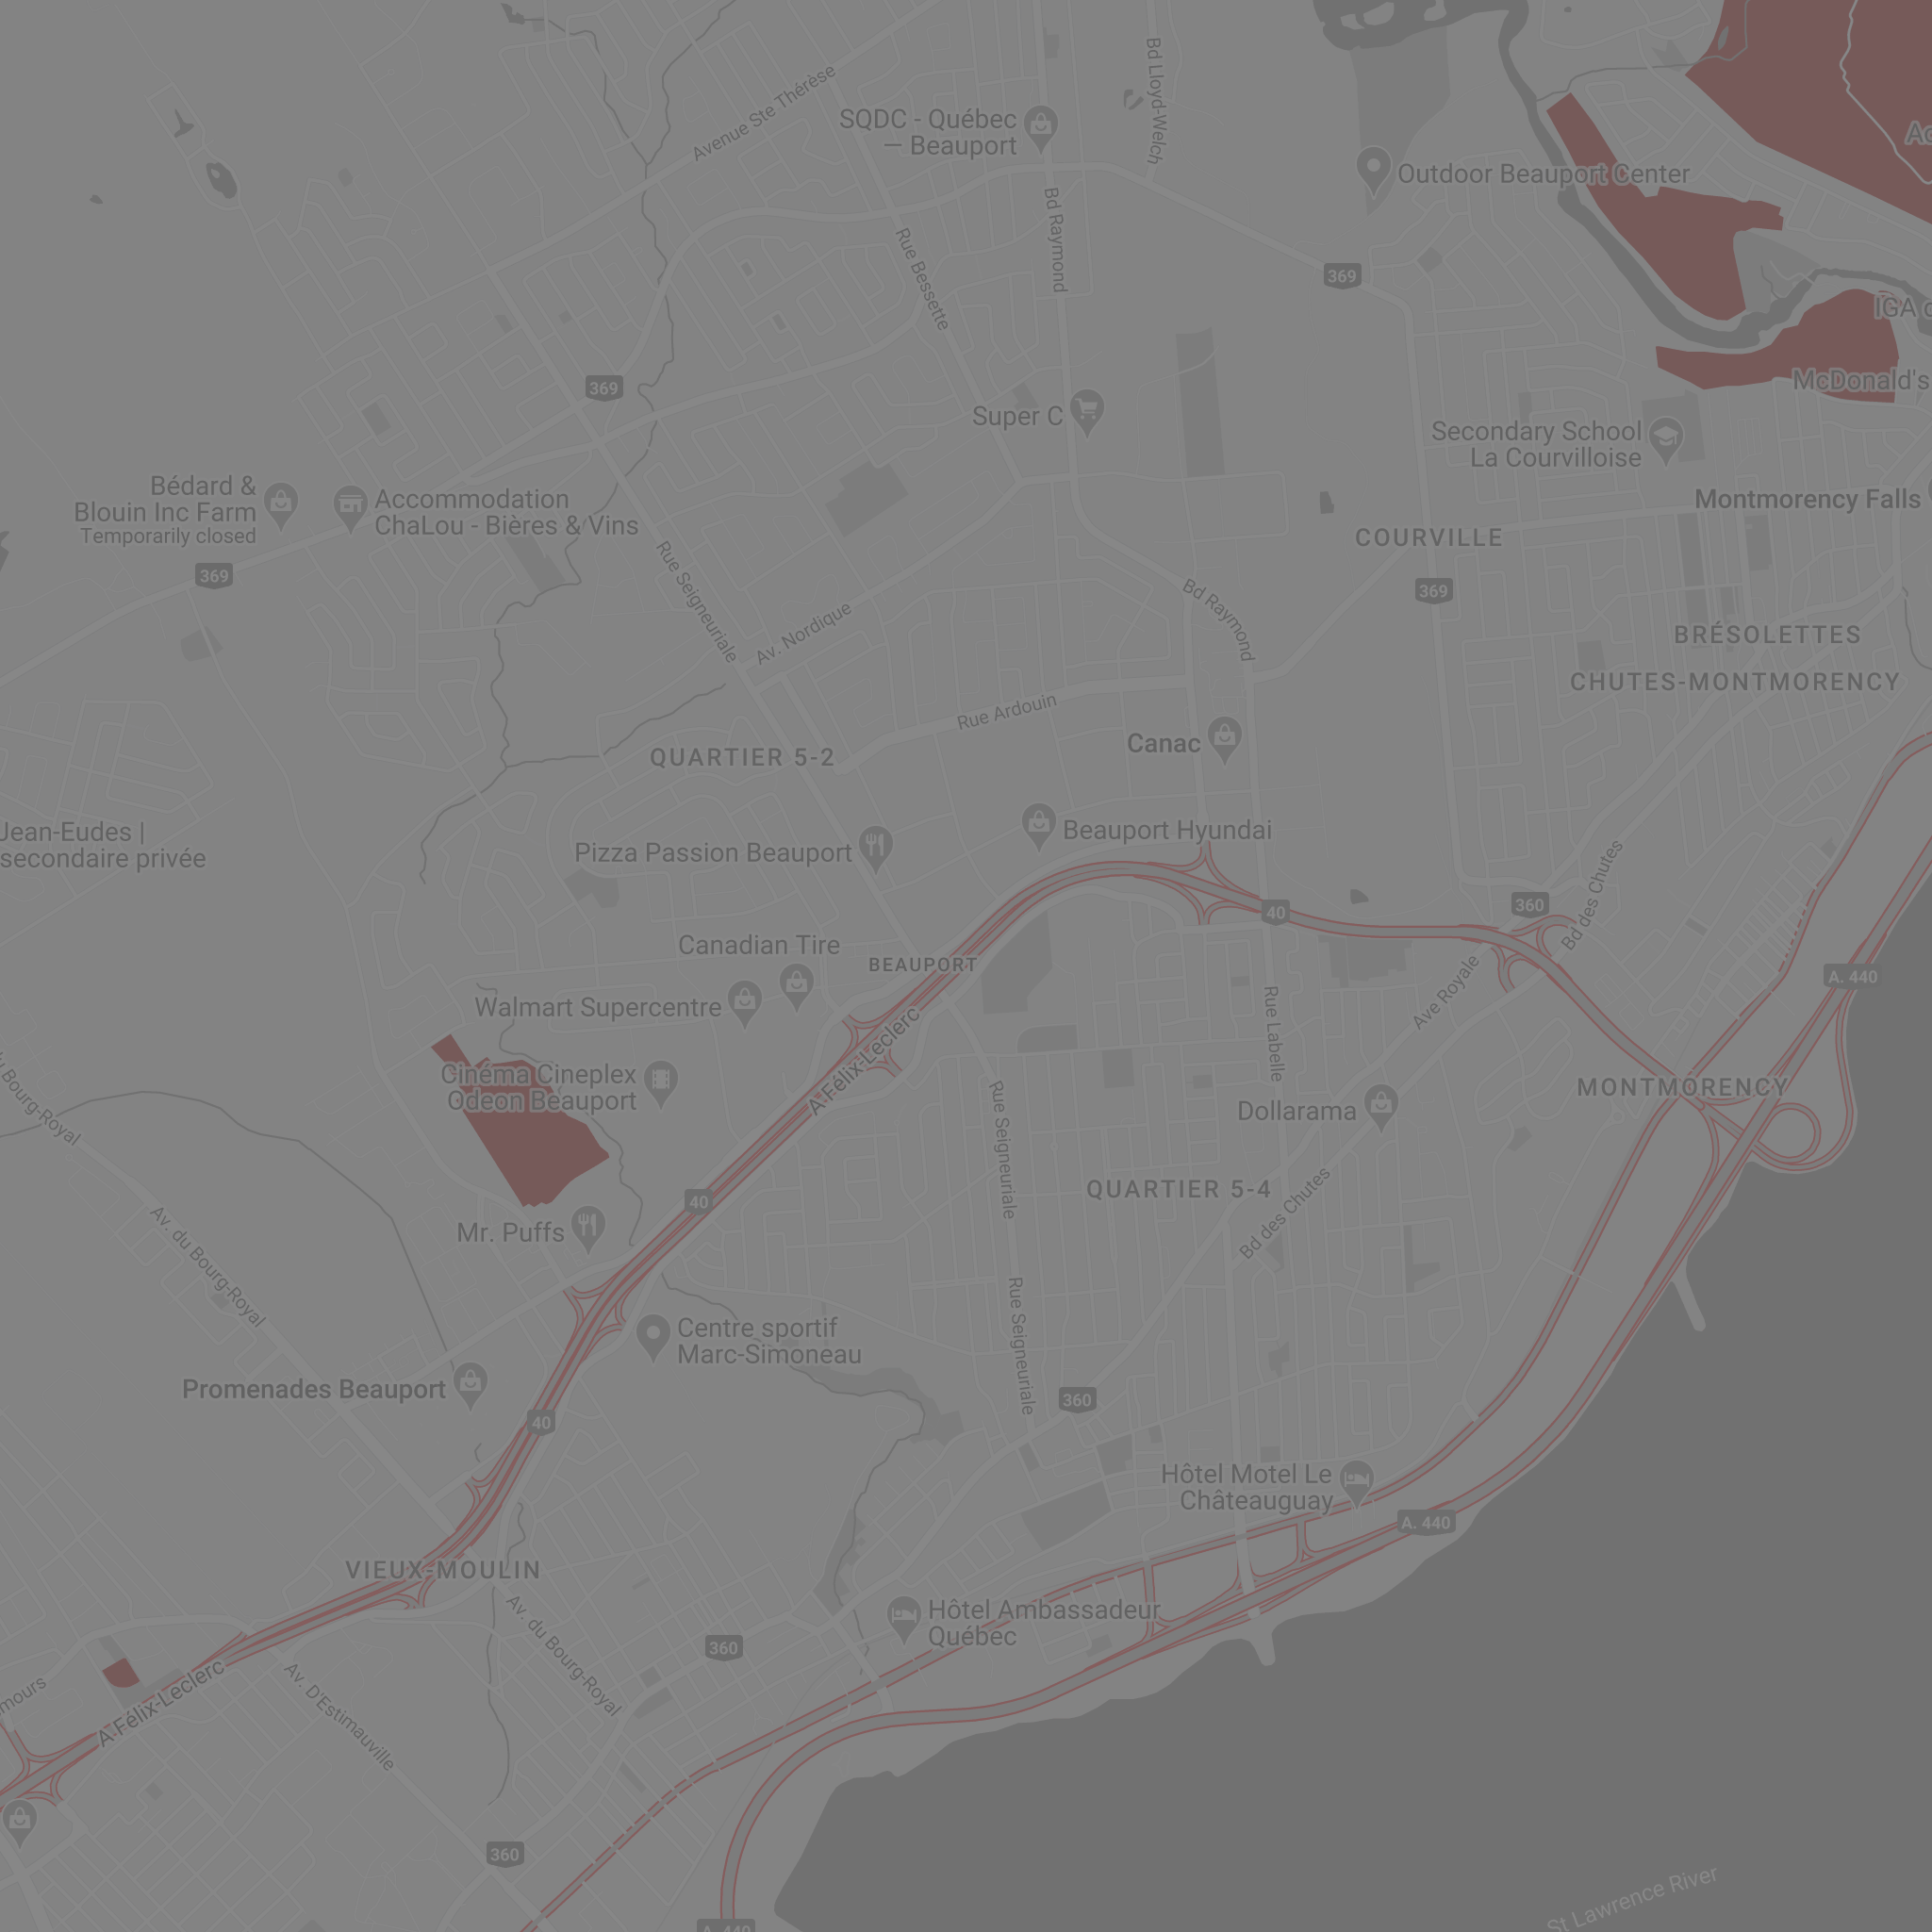 Avenue Ste Thérèse
SQDC - Québec
— Beauport
Bd Lloyd-Welch
Outdoor Beauport Center
Bd Raymond
Rue Bessette
369
369
IGA
McDonald's
Super C
Secondary School
La Courvilloise
Bédard &
Blouin Inc Farm
Temporarily closed
Accommodation
ChaLou - Bières & Vins
Montmorency Falls
COURVILLE
369
369
Rue Seigneuriale
Av. Nordique
Bd Raymond
BRÉSOLETTES
CHUTES-MONTMORENCY
Rue Ardouin
QUARTIER 5-2
Canac
Jean-Eudes |
secondaire privée
Pizza Passion Beauport
Beauport Hyundai
40
360
Bd des Chutes
Canadian Tire
BEAUPORT
Walmart Supercentre
A. 440
Ave Royale
Rue Labelle
A-Félix-Leclerc
Cinéma Cineplex
Odeon Beauport
MONTMORENCY
Dollarama
u Bourg-Royal
Rue Seigneuriale
QUARTIER 5-4
Bd des Chutes
40
Mr. Puffs
Av. du Bourg-Royal
Centre sportif
Marc-Simoneau
Rue Seigneuriale
Promenades Beauport
360
40
Hôtel Motel Le
Châteauguay
A. 440
VIEUX-MOULIN
Hôtel Ambassadeur
Québec
Av. du Bourg-Royal
360
A-Félix-Leclerc
Av. D'Estimauville
mours
360
A. 440
St Lawrence River